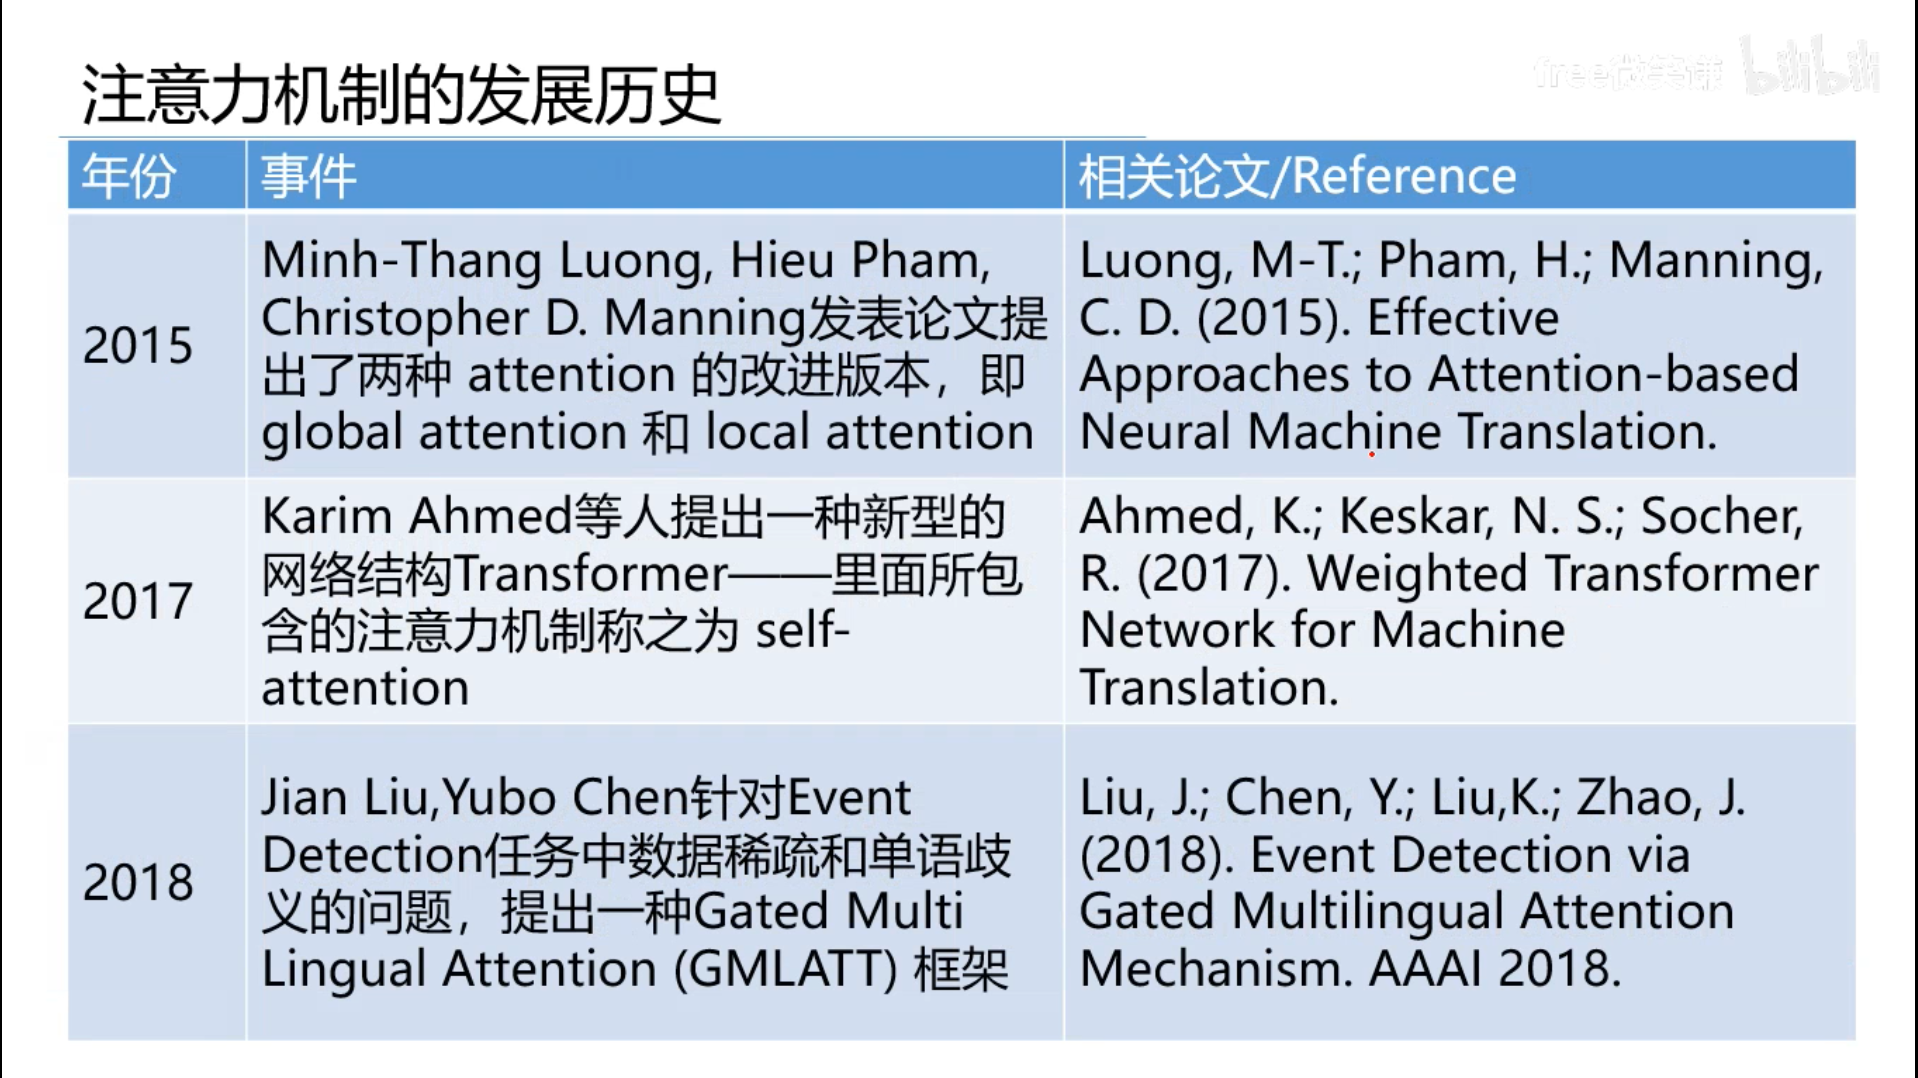 注意力机制的发展历史
free微笑课 bilibili
年份 事件 相关论文/Reference
2015
Minh-Thang Luong, Hieu Pham,
Christopher D. Manning发表论文提
出了两种 attention 的改进版本，即
global attention 和 local attention
Luong, M-T.; Pham, H.; Manning,
C. D. (2015). Effective
Approaches to Attention-based
Neural Machine Translation.
2017
Karim Ahmed等人提出一种新型的
网络结构Transformer——里面所包
含的注意力机制称之为 self-
attention
Ahmed, K.; Keskar, N. S.; Socher,
R. (2017). Weighted Transformer
Network for Machine
Translation.
2018
Jian Liu,Yubo Chen针对Event
Detection任务中数据稀疏和单语歧
义的问题，提出一种Gated Multi
Lingual Attention (GMLATT) 框架
Liu, J.; Chen, Y.; Liu,K.; Zhao, J.
(2018). Event Detection via
Gated Multilingual Attention
Mechanism. AAAI 2018.